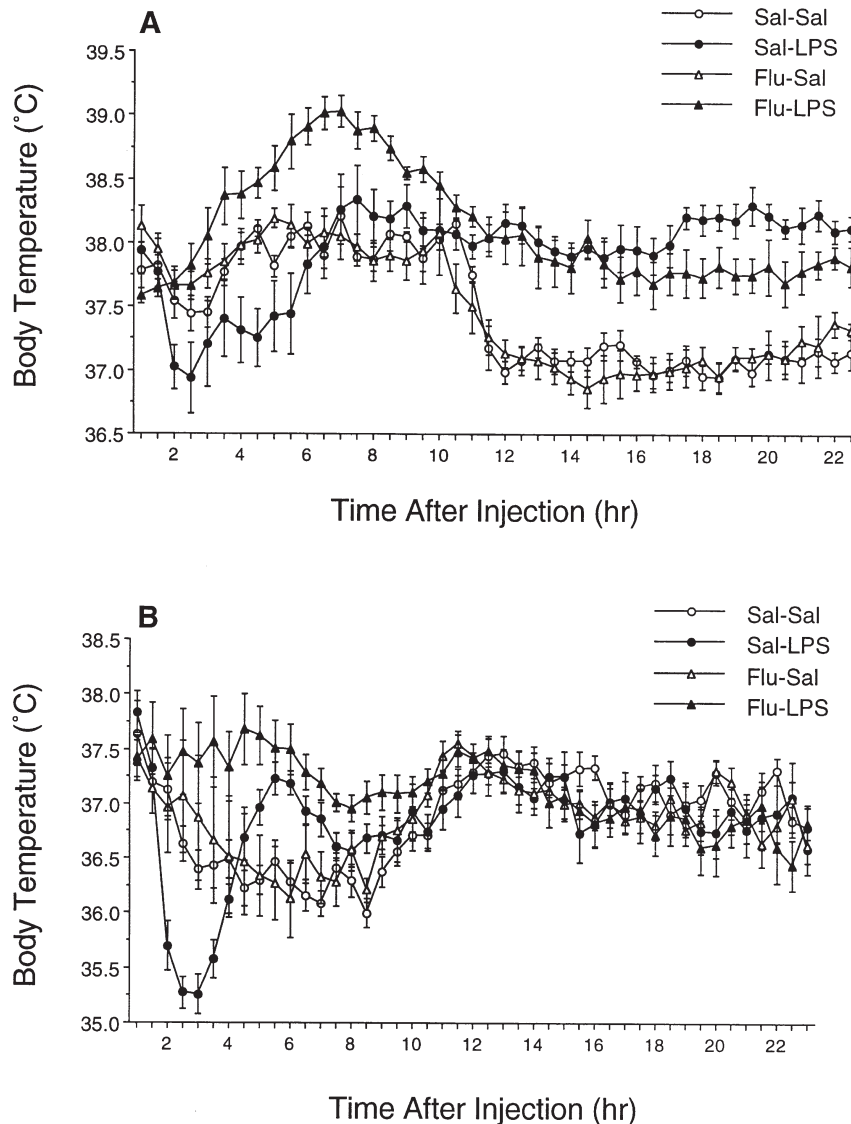 A
Sal-Sal
Sal-LPS
Flu-Sal
Flu-LPS
39.5
39.0
38.5
38.0
37.5
37.0
36.5
Body Temperature (˚C)
2 4 6 8 10 12 14 16 18 20 22
Time After Injection (hr)
B
Sal-Sal
Sal-LPS
Flu-Sal
Flu-LPS
38.5
38.0
37.5
37.0
36.5
36.0
35.5
35.0
Body Temperature (˚C)
2 4 6 8 10 12 14 16 18 20 22
Time After Injection (hr)